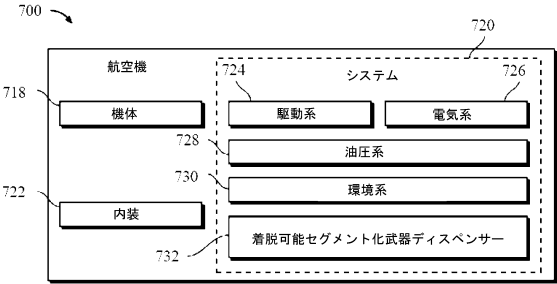 700
720
航空機
システム
724
726
718
機体
駆動系
電気系
728
油圧系
730
環境系
722
内装
732
着脱可能セグメント化武器ディスペンサー